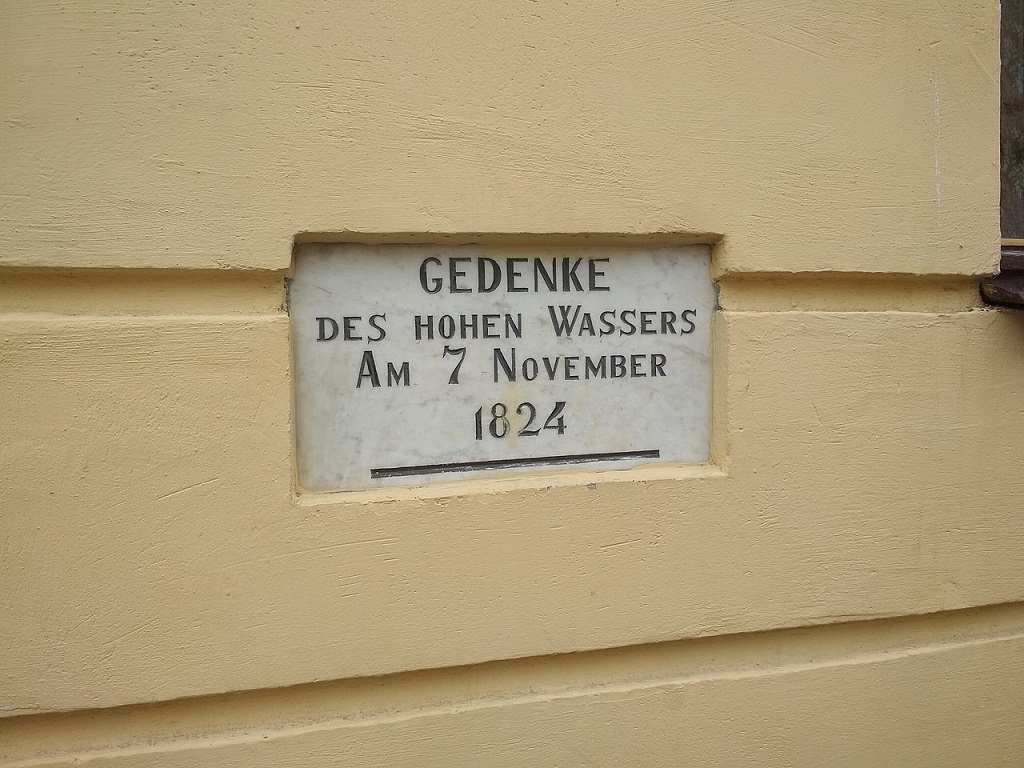 GEDENKE
DES HOHEN WASSERS
AM 7 NOVEMBER
1824